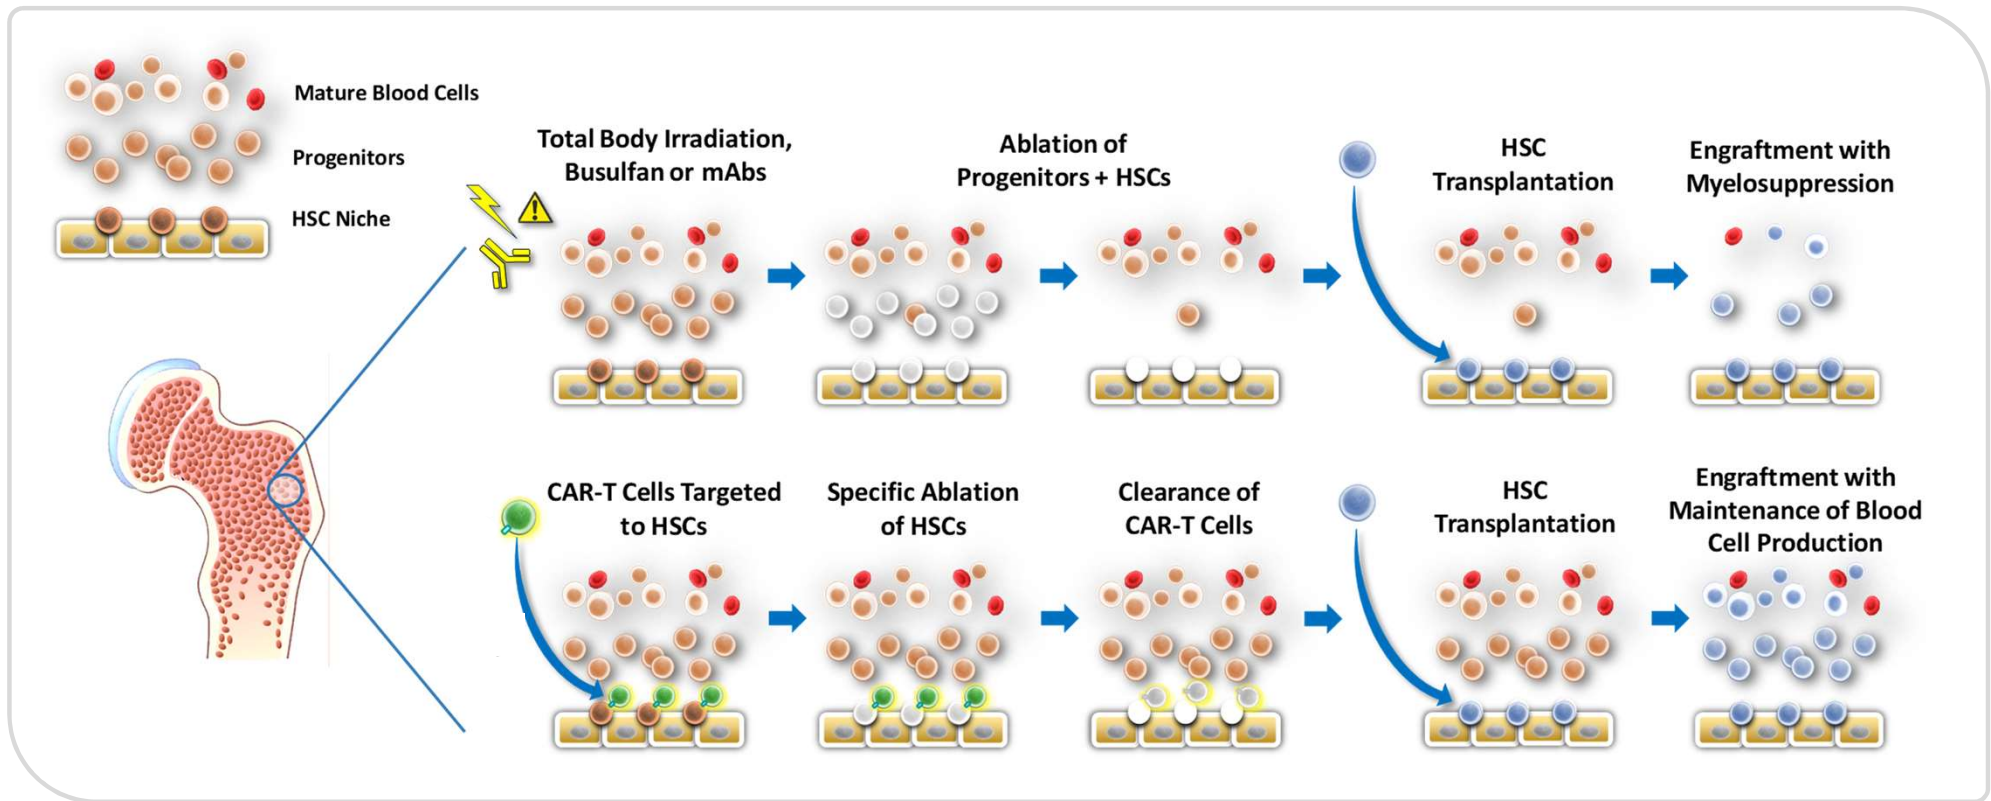 Mature Blood Cells
Progenitors
HSC Niche
Total Body Irradiation,
Busulfan or mAbs
Ablation of
Progenitors + HSCs
HSC
Transplantation
Engraftment with
Myelosuppression
CAR-T Cells Targeted
to HSCs
Specific Ablation
of HSCs
Clearance of
CAR-T Cells
HSC
Transplantation
Engraftment with
Maintenance of Blood
Cell Production